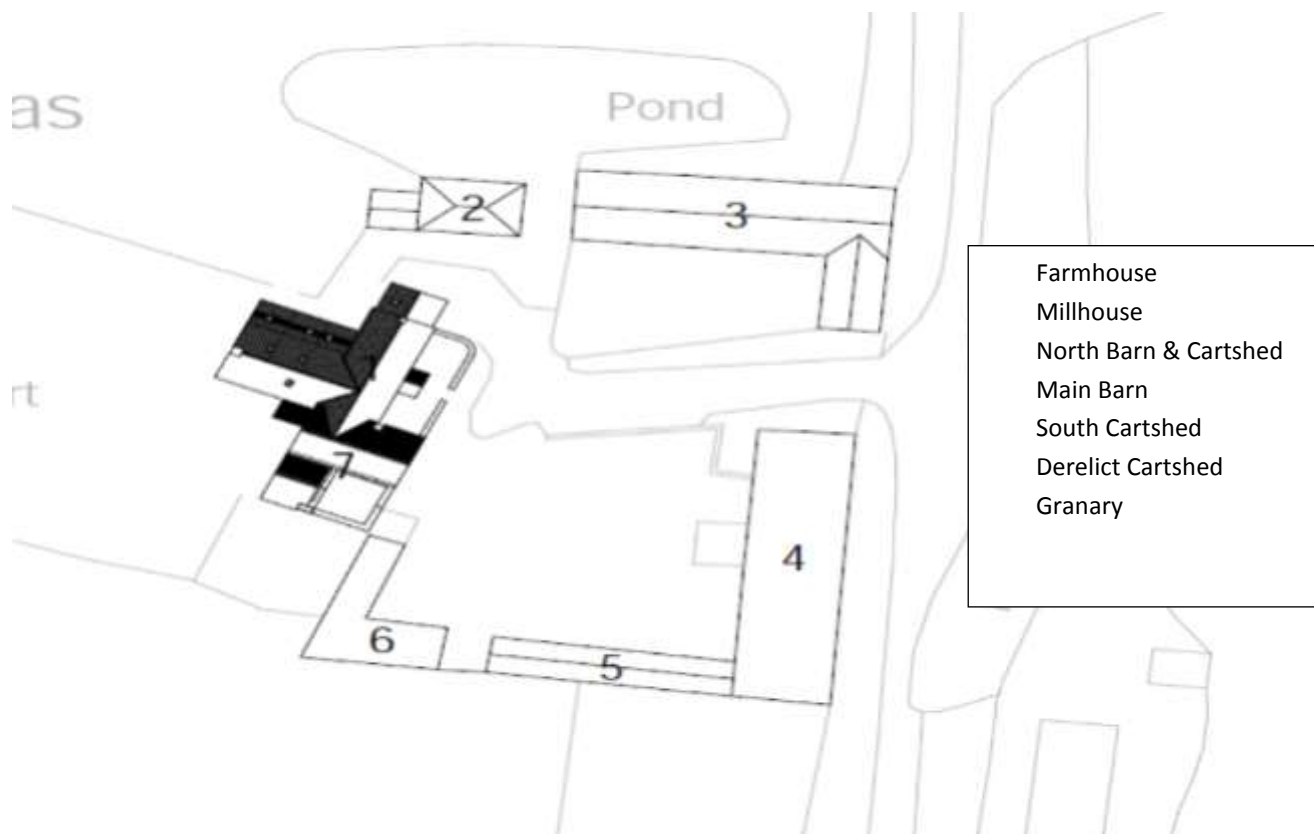 as
Pond
2
3
Farmhouse
Millhouse
North Barn & Cartshed
Main Barn
South Cartshed
Derelict Cartshed
Granary
rt
7
4
6
5